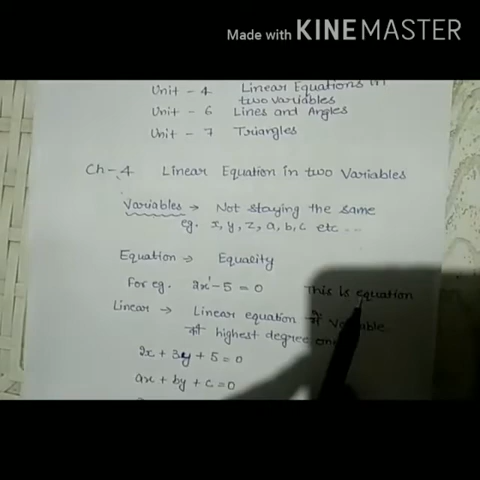 Made with KINEMASTER
Unit - 4 Linear Equations in
two variables
Unit - 6 Lines and Angles
Unit - 7 Triangles
Ch-4 Linear Equation in two Variables
Variables → Not staying the same
eg. x, y, z, a, b, c etc ...
Equation → Equality
For eg. 2x¹ - 5 = 0 This is equation
Linear → Linear equation में Variable
की highest degree one
2x + 3y + 5 = 0
ax + by + c = 0